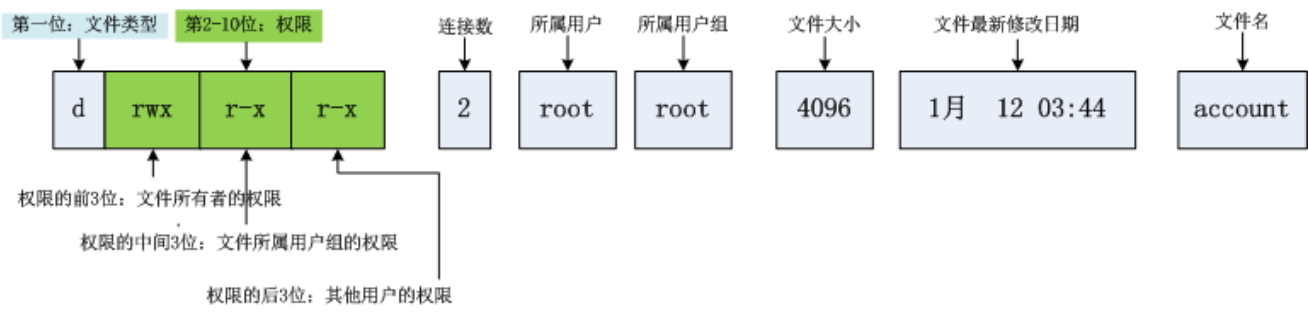 第一位：文件类型 第2-10位：权限 连接数 所属用户 所属用户组 文件大小 文件最新修改日期 文件名
d rwx r-x r-x 2 root root 4096 1月 12 03:44 account
权限的前3位：文件所有者的权限
权限的中间3位：文件所属用户组的权限
权限的后3位：其他用户的权限